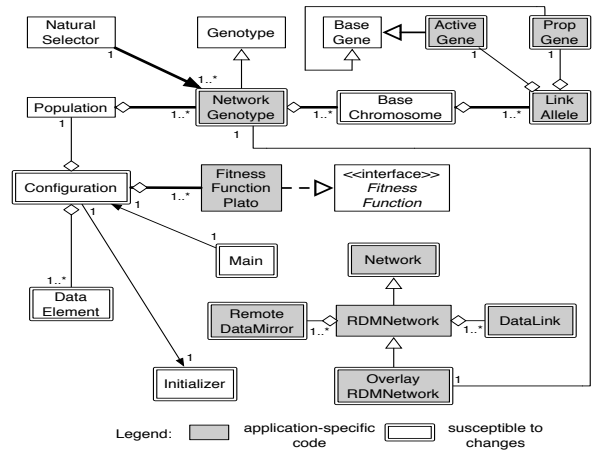 Natural
Selector
1
Genotype
Base
Gene
Active
Gene
1
Prop
Gene
1
1..*
Population
1
1..*
Network
Genotype
1
1..*
Base
Chromosome
1..*
Link
Allele
Configuration
1
1
1..*
Fitness
Function
Plato
<<interface>>
Fitness
Function
1
Main
1..*
Data
Element
Network
Remote
DataMirror
1..*
RDMNetwork
1..*
DataLink
1
Initializer
Overlay
RDMNetwork
1
Legend:
application-specific
code
susceptible to
changes